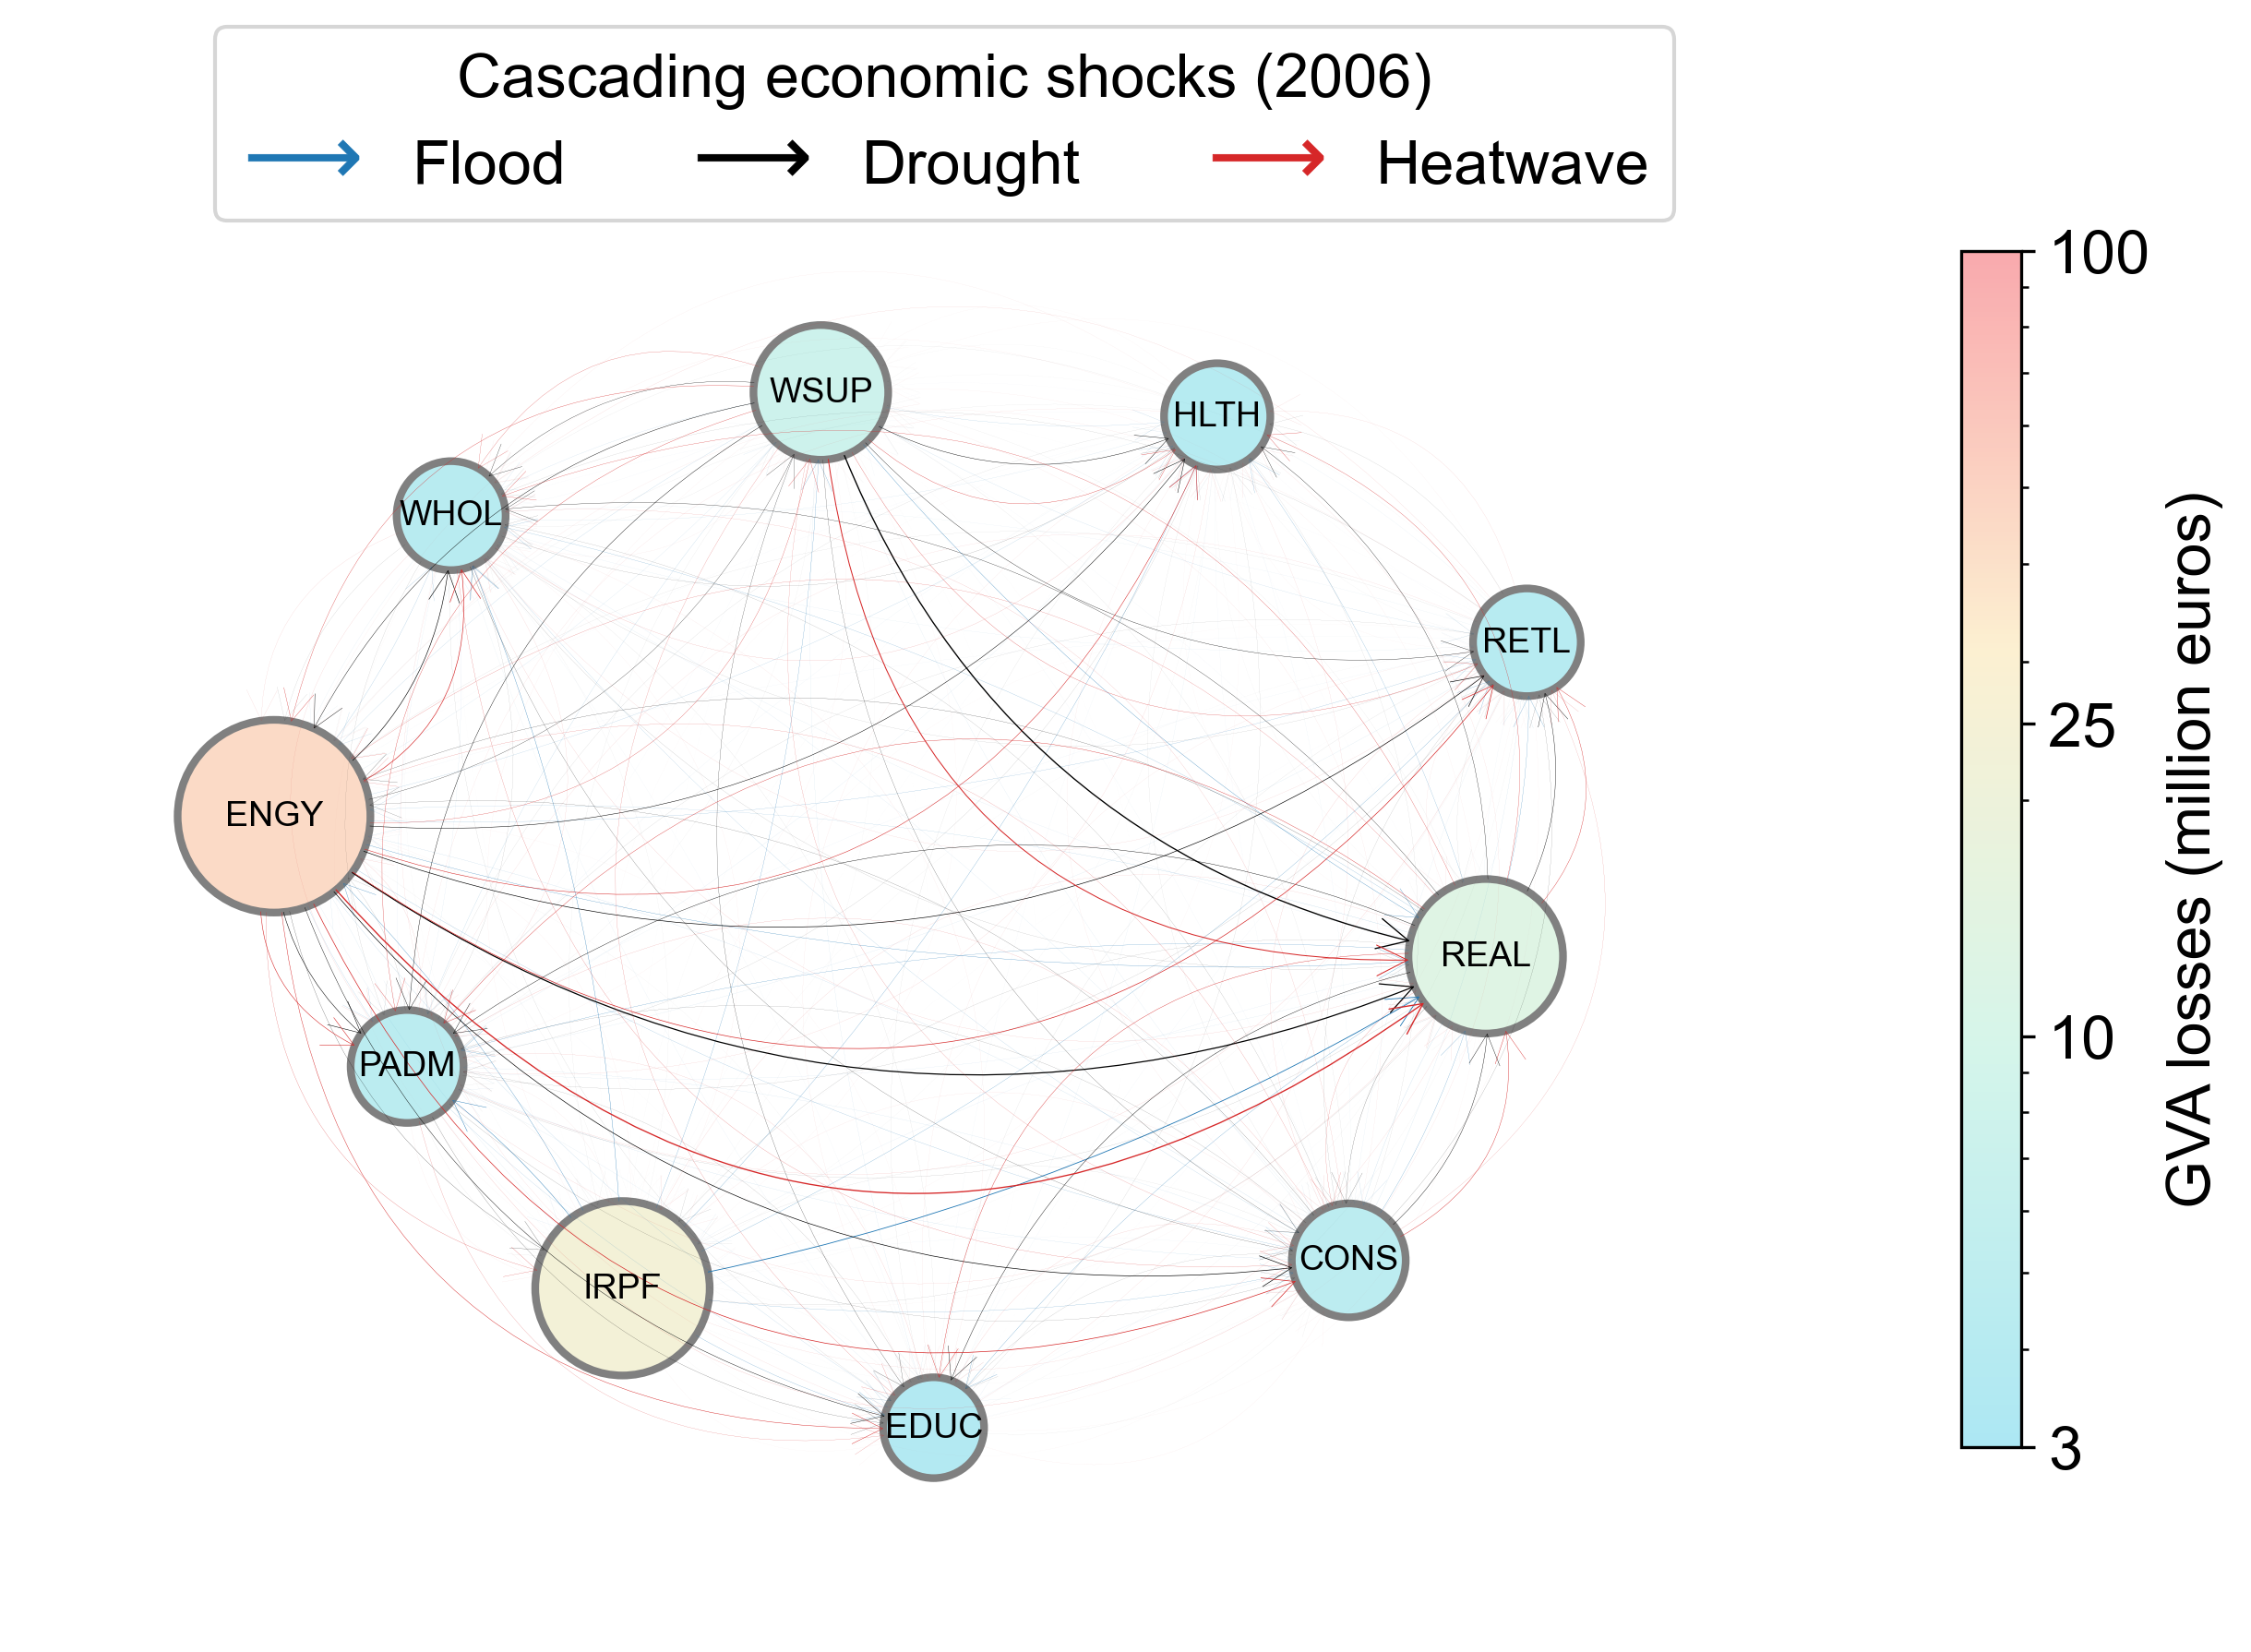 Cascading economic shocks (2006)
Flood Drought Heatwave
WSUP
HLTH
WHOL
RETL
ENGY
REAL
PADM
CONS
IRPF
EDUC
100
25
10
3
GVA losses (million euros)